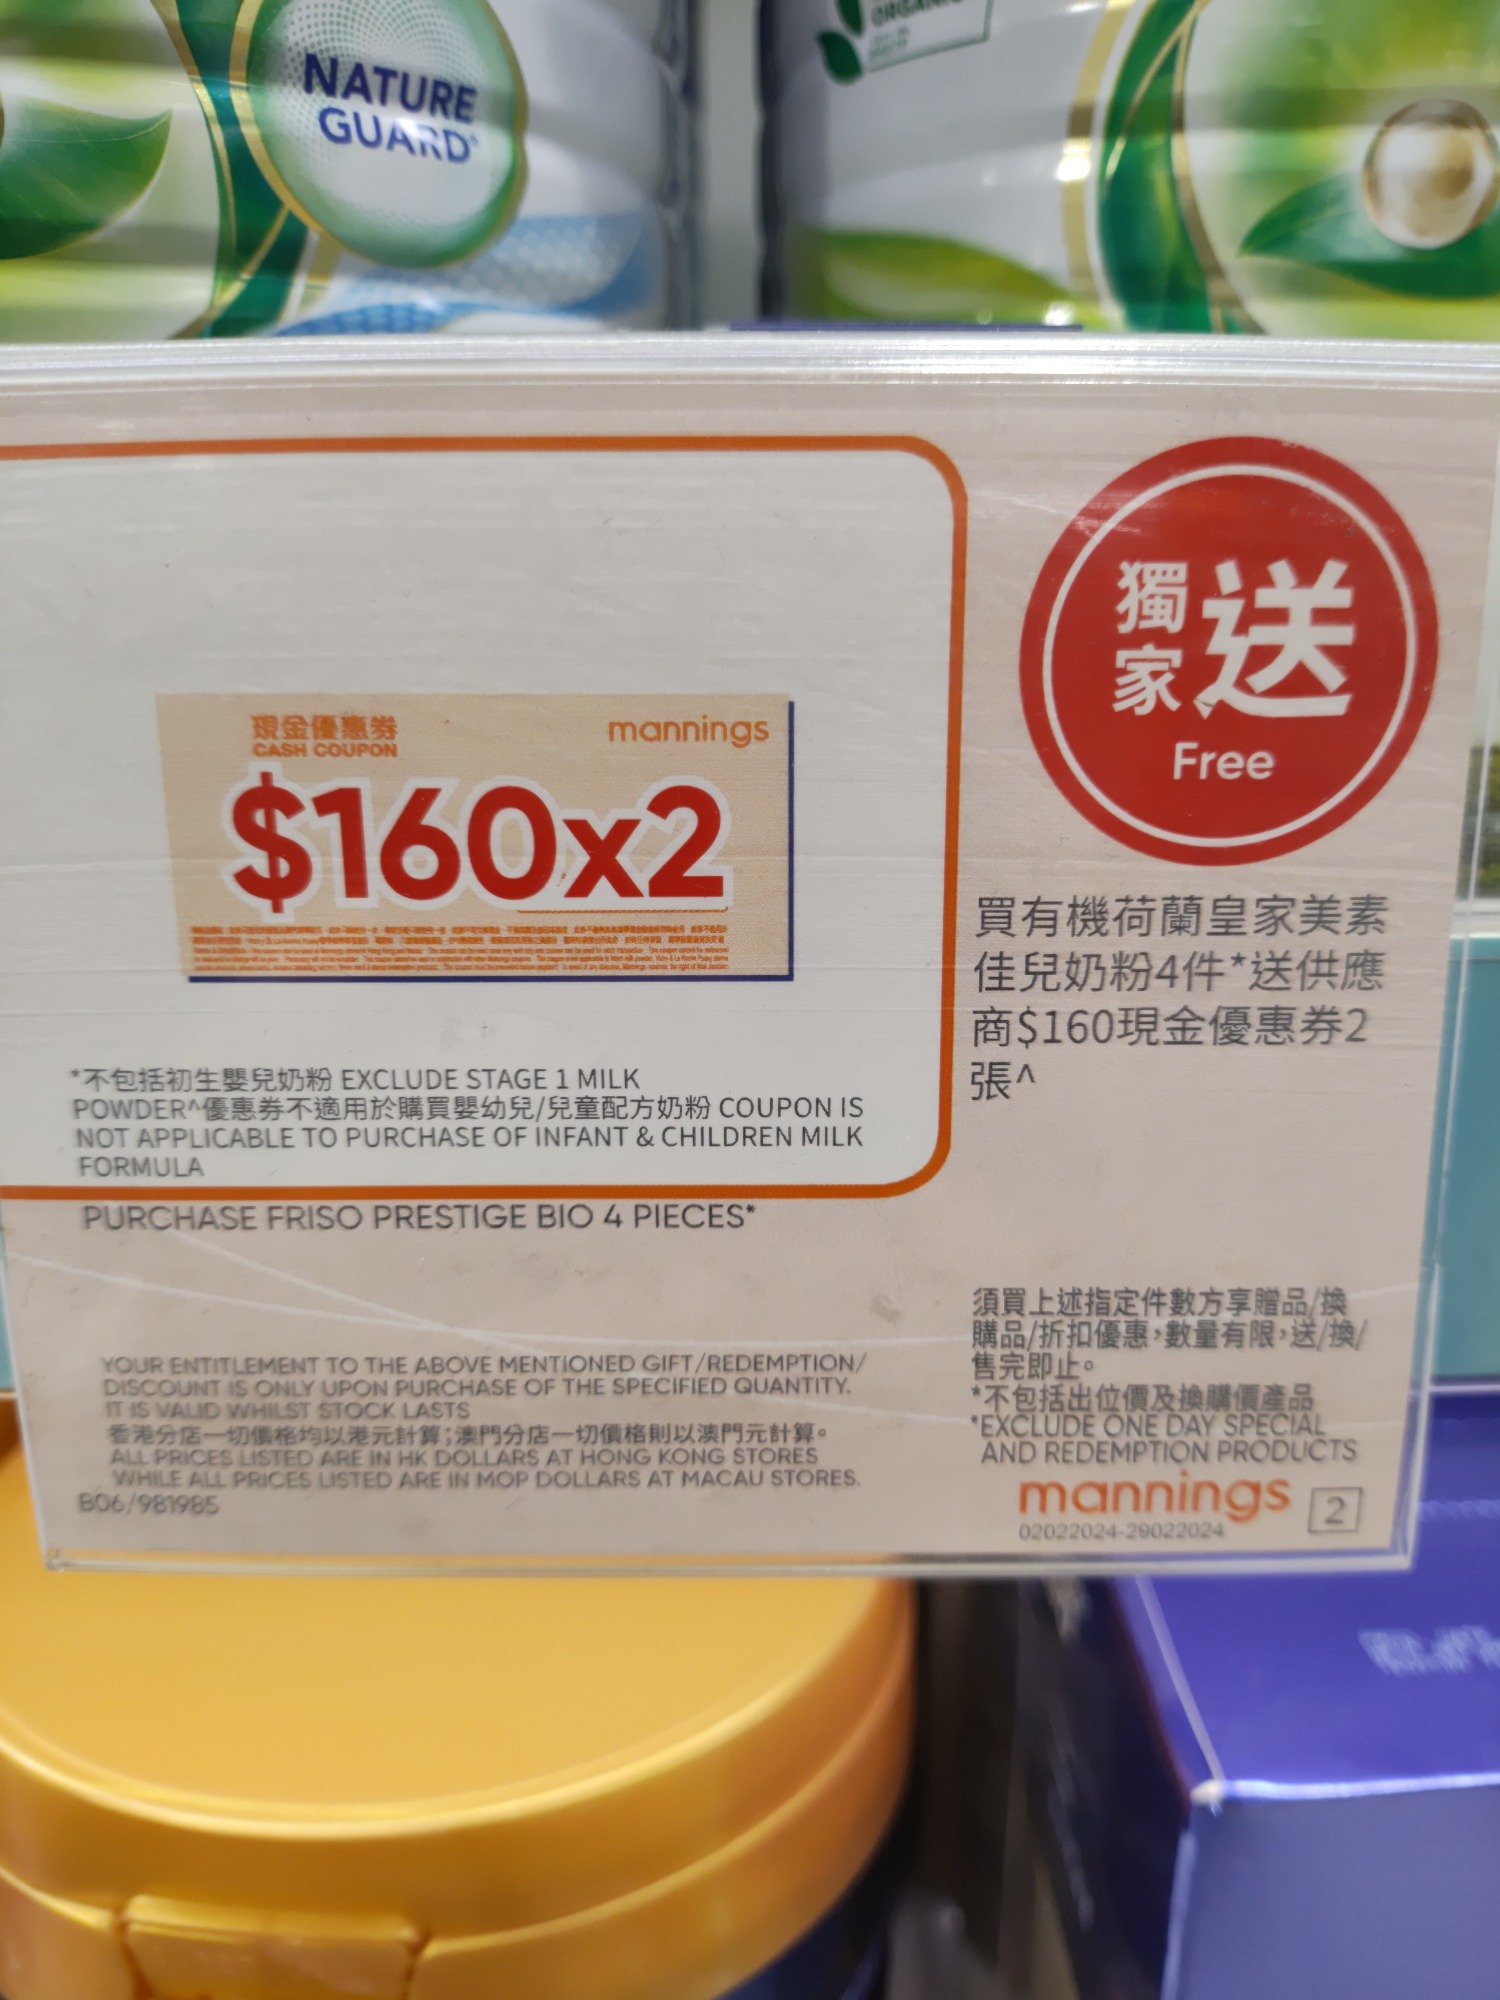 NATURE
GUARD
現金優惠券
CASH COUPON
mannings
$160x2
獨家
送
Free
買有機荷蘭皇家美素
佳兒奶粉4件*送供應
商$160現金優惠券2
張^
*不包括初生嬰兒奶粉 EXCLUDE STAGE 1 MILK
POWDER^優惠券不適用於購買嬰幼兒/兒童配方奶粉 COUPON IS
NOT APPLICABLE TO PURCHASE OF INFANT & CHILDREN MILK
FORMULA
PURCHASE FRISO PRESTIGE BIO 4 PIECES*
YOUR ENTITLEMENT TO THE ABOVE MENTIONED GIFT/REDEMPTION/
DISCOUNT IS ONLY UPON PURCHASE OF THE SPECIFIED QUANTITY.
IT IS VALID WHILST STOCK LASTS
香港分店一切價格均以港元計算;澳門分店一切價格則以澳門元計算。
ALL PRICES LISTED ARE IN HK DOLLARS AT HONG KONG STORES
WHILE ALL PRICES LISTED ARE IN MOP DOLLARS AT MACAU STORES.
B06/981985
須買上述指定件數方享贈品/換
購品/折扣優惠,數量有限,送/換/
售完即止。
*不包括出位價及換購價產品
*EXCLUDE ONE DAY SPECIAL
AND REDEMPTION PRODUCTS
mannings
2
02022024-29022024